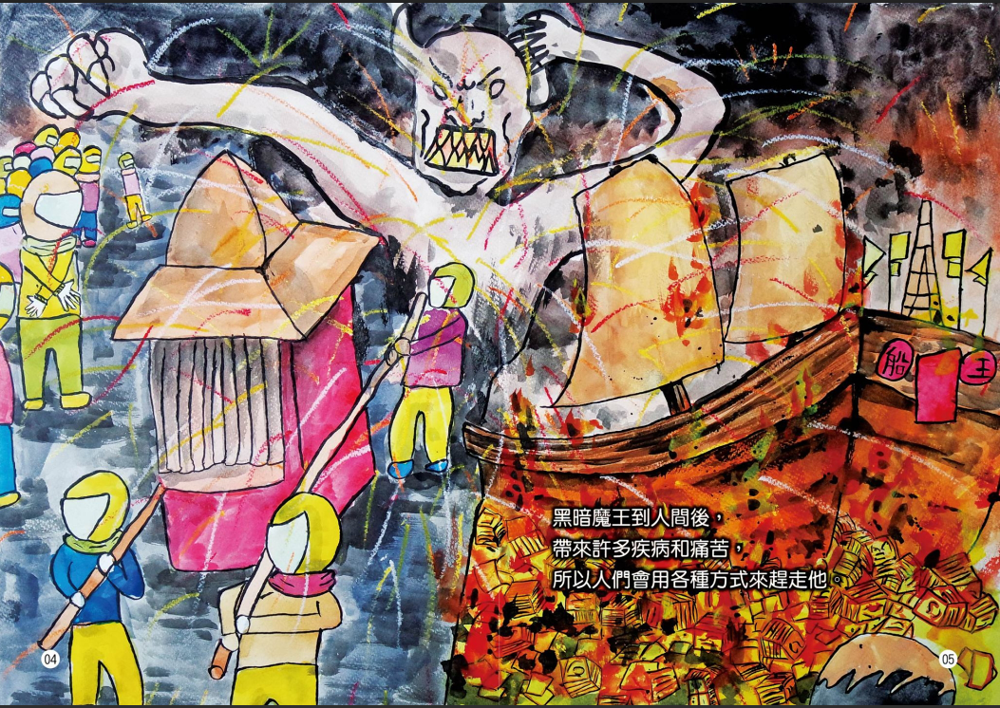 船 王
黑暗魔王到人間後，
帶來許多疾病和痛苦，
所以人們會用各種方式來趕走他。
04
05